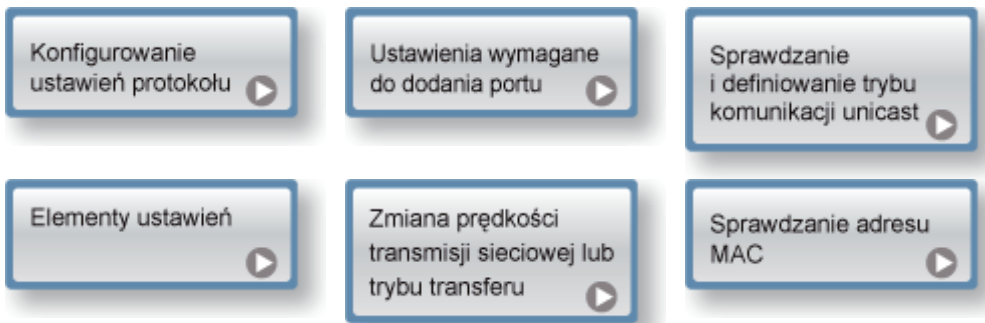 Konfigurowanie
ustawień protokołu
Ustawienia wymagane
do dodania portu
Sprawdzanie
i definiowanie trybu
komunikacji unicast
Elementy ustawień
Zmiana prędkości
transmisji sieciowej lub
trybu transferu
Sprawdzanie adresu
MAC